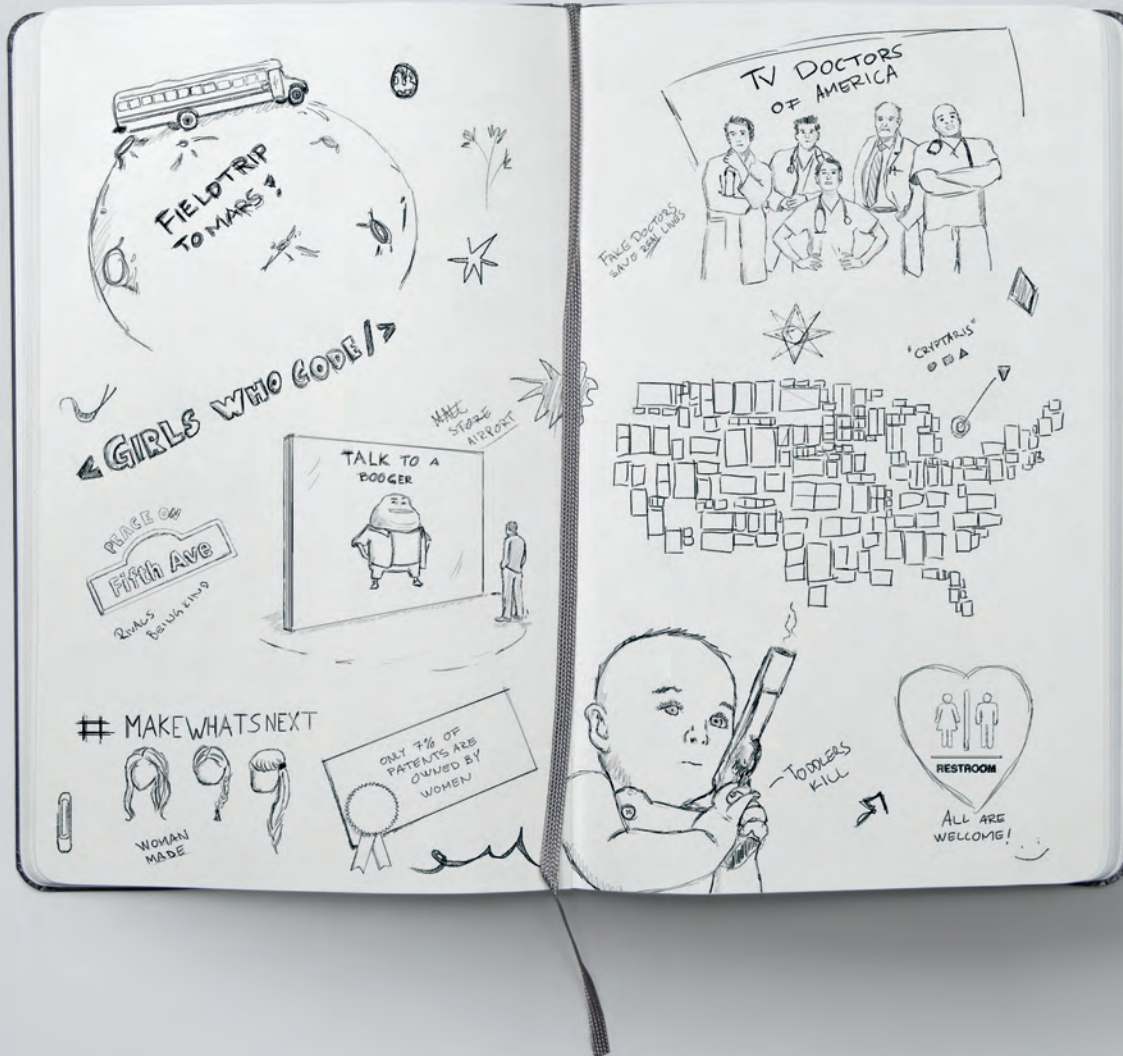 FIELDTRIP
TO MARS?
<GIRLS WHO CODE/>
STORE
AIRPORT
TALK TO A
BOOGER
PEACE ON
Fifth Ave
RIVALS
BEING KIND
# MAKEWHATSNEXT
WOMAN
MADE
ONLY 7% OF
PATENTS ARE
OWNED BY
WOMEN
TV DOCTORS
OF AMERICA
FAKE DOCTORS
SAVE REAL LIVES
"CRYPTARIS"
TODDLERS
KILL
RESTROOM
ALL ARE
WELCOME!